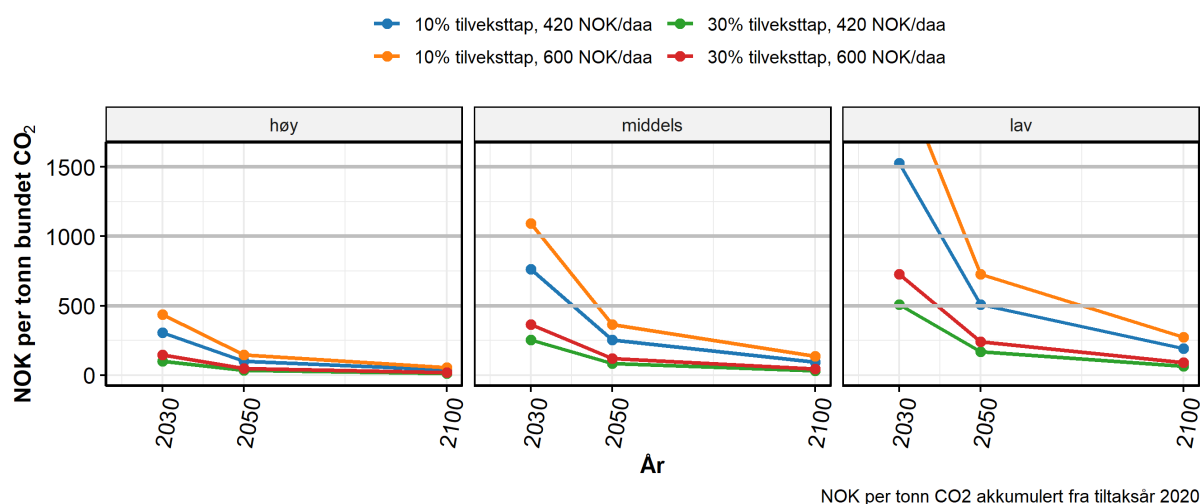 10% tilveksttap, 420 NOK/daa 30% tilveksttap, 420 NOK/daa
10% tilveksttap, 600 NOK/daa 30% tilveksttap, 600 NOK/daa
høy middels lav
NOK per tonn bundet CO₂
1500
1000
500
0
2030 2050 2100 2030 2050 2100 2030 2050 2100
År
NOK per tonn CO2 akkumulert fra tiltaksår 2020